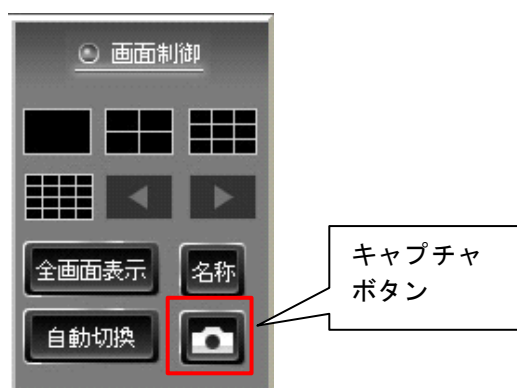 画面制御
全画面表示
名称
自動切換
キャプチャ
ボタン